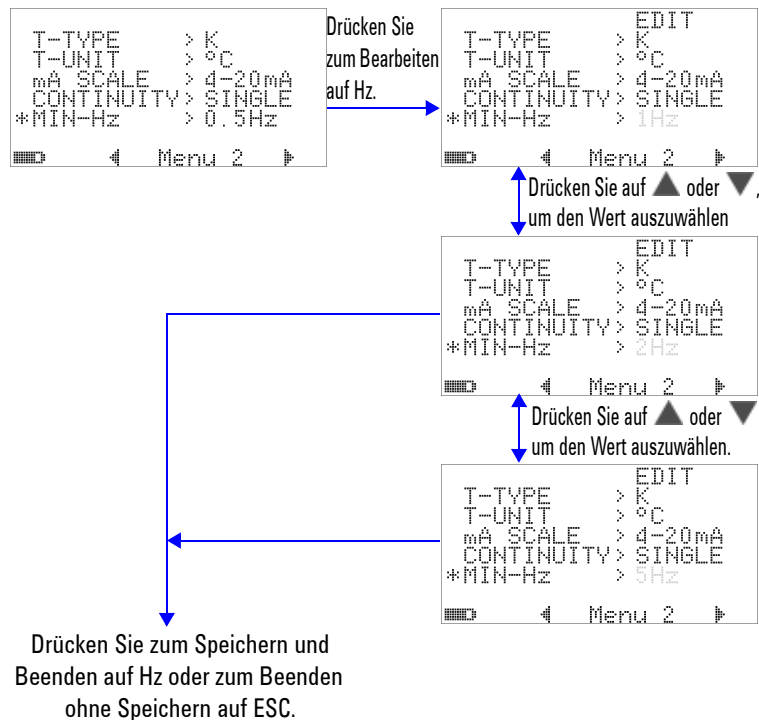 T-TYPE > K
T-UNIT > °C
mA SCALE > 4-20mA
CONTINUITY> SINGLE
*MIN-Hz > 0.5Hz
Menu 2
Drücken Sie
zum Bearbeiten
auf Hz.
EDIT
T-TYPE > K
T-UNIT > °C
mA SCALE > 4-20mA
CONTINUITY> SINGLE
*MIN-Hz > 1Hz
Menu 2
Drücken Sie auf ▲ oder ▼,
um den Wert auszuwählen
EDIT
T-TYPE > K
T-UNIT > °C
mA SCALE > 4-20mA
CONTINUITY> SINGLE
*MIN-Hz > 2Hz
Menu 2
Drücken Sie auf ▲ oder ▼
um den Wert auszuwählen.
EDIT
T-TYPE > K
T-UNIT > °C
mA SCALE > 4-20mA
CONTINUITY> SINGLE
*MIN-Hz > 5Hz
Menu 2
Drücken Sie zum Speichern und
Beenden auf Hz oder zum Beenden
ohne Speichern auf ESC.